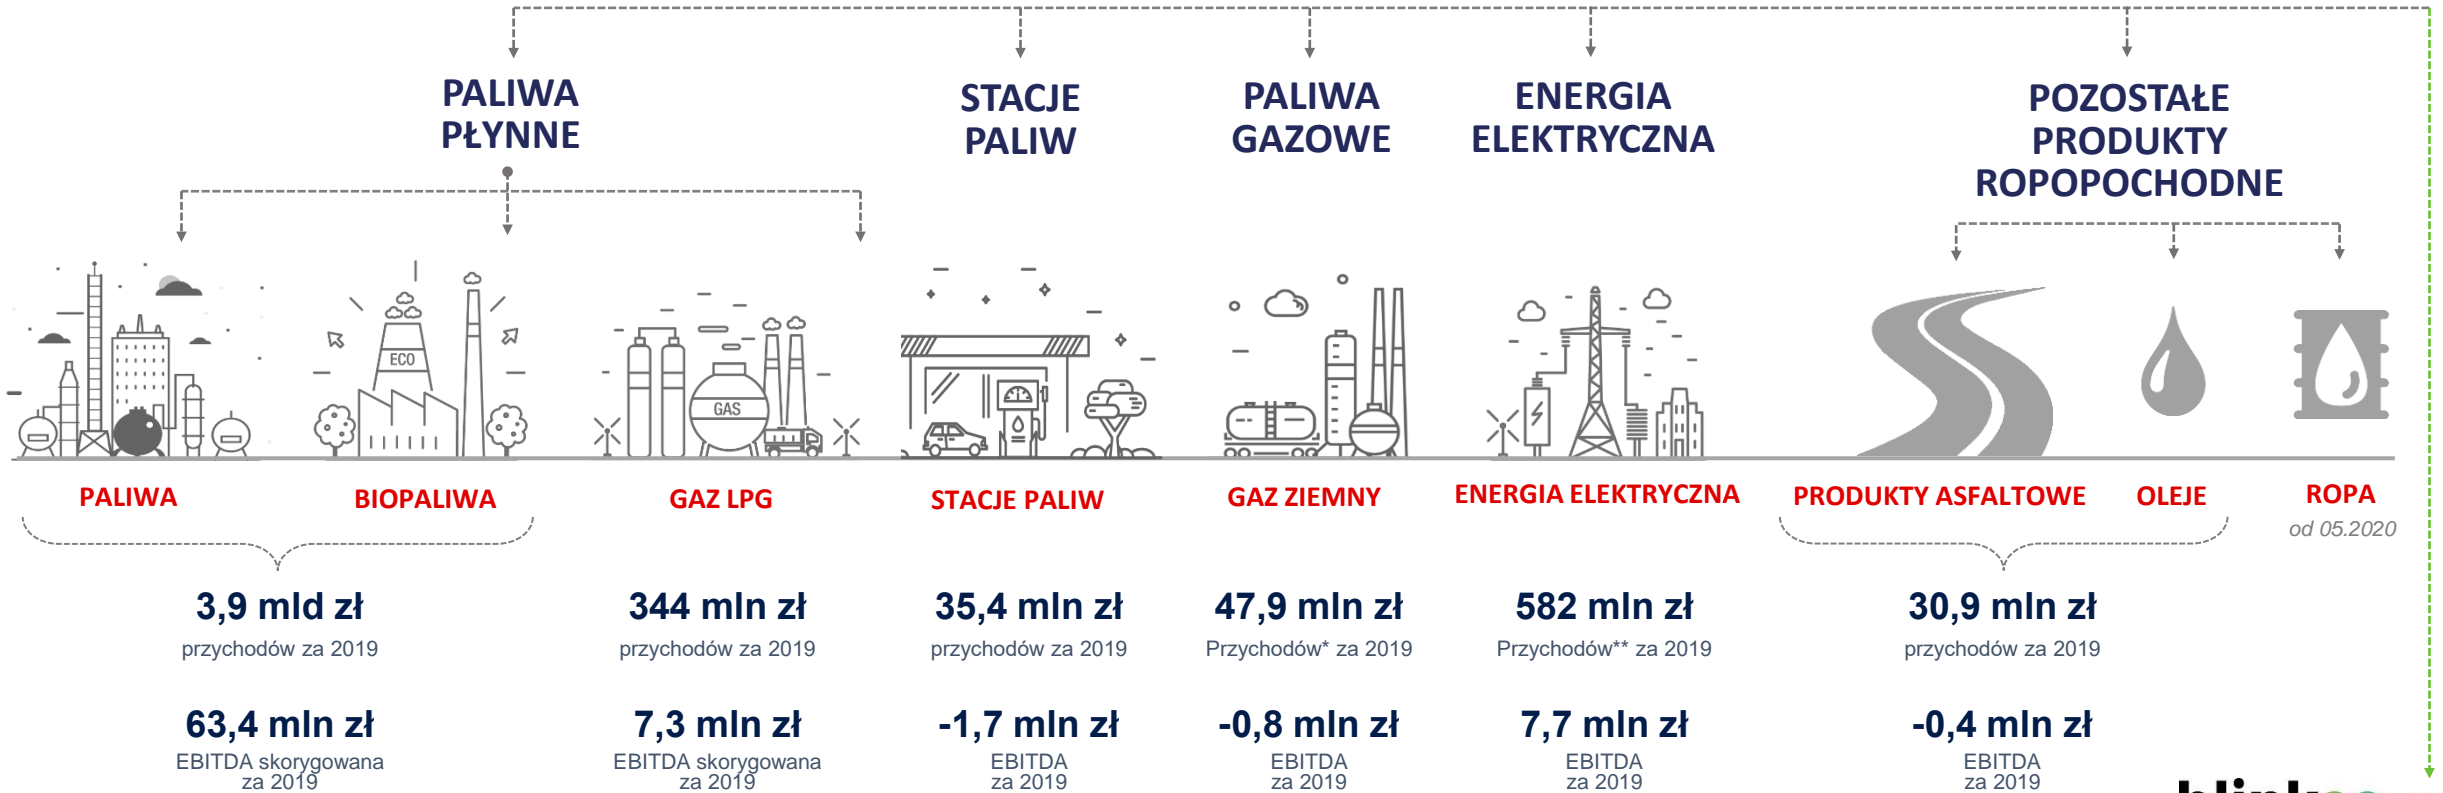 PALIWA
PŁYNNE
STACJE
PALIW
PALIWA
GAZOWE
ENERGIA
ELEKTRYCZNA
POZOSTAŁE
PRODUKTY
ROPOPOCHODNE
ECO
GAS
PALIWA
BIOPALIWA
GAZ LPG
STACJE PALIW
GAZ ZIEMNY
ENERGIA ELEKTRYCZNA
PRODUKTY ASFALTOWE
OLEJE
ROPA
od 05.2020
3,9 mld zł
przychodów za 2019
344 mln zł
przychodów za 2019
35,4 mln zł
przychodów za 2019
47,9 mln zł
Przychodów* za 2019
582 mln zł
Przychodów** za 2019
30,9 mln zł
przychodów za 2019
63,4 mln zł
EBITDA skorygowana
za 2019
7,3 mln zł
EBITDA skorygowana
za 2019
-1,7 mln zł
EBITDA
za 2019
-0,8 mln zł
EBITDA
za 2019
7,7 mln zł
EBITDA
za 2019
-0,4 mln zł
EBITDA
za 2019